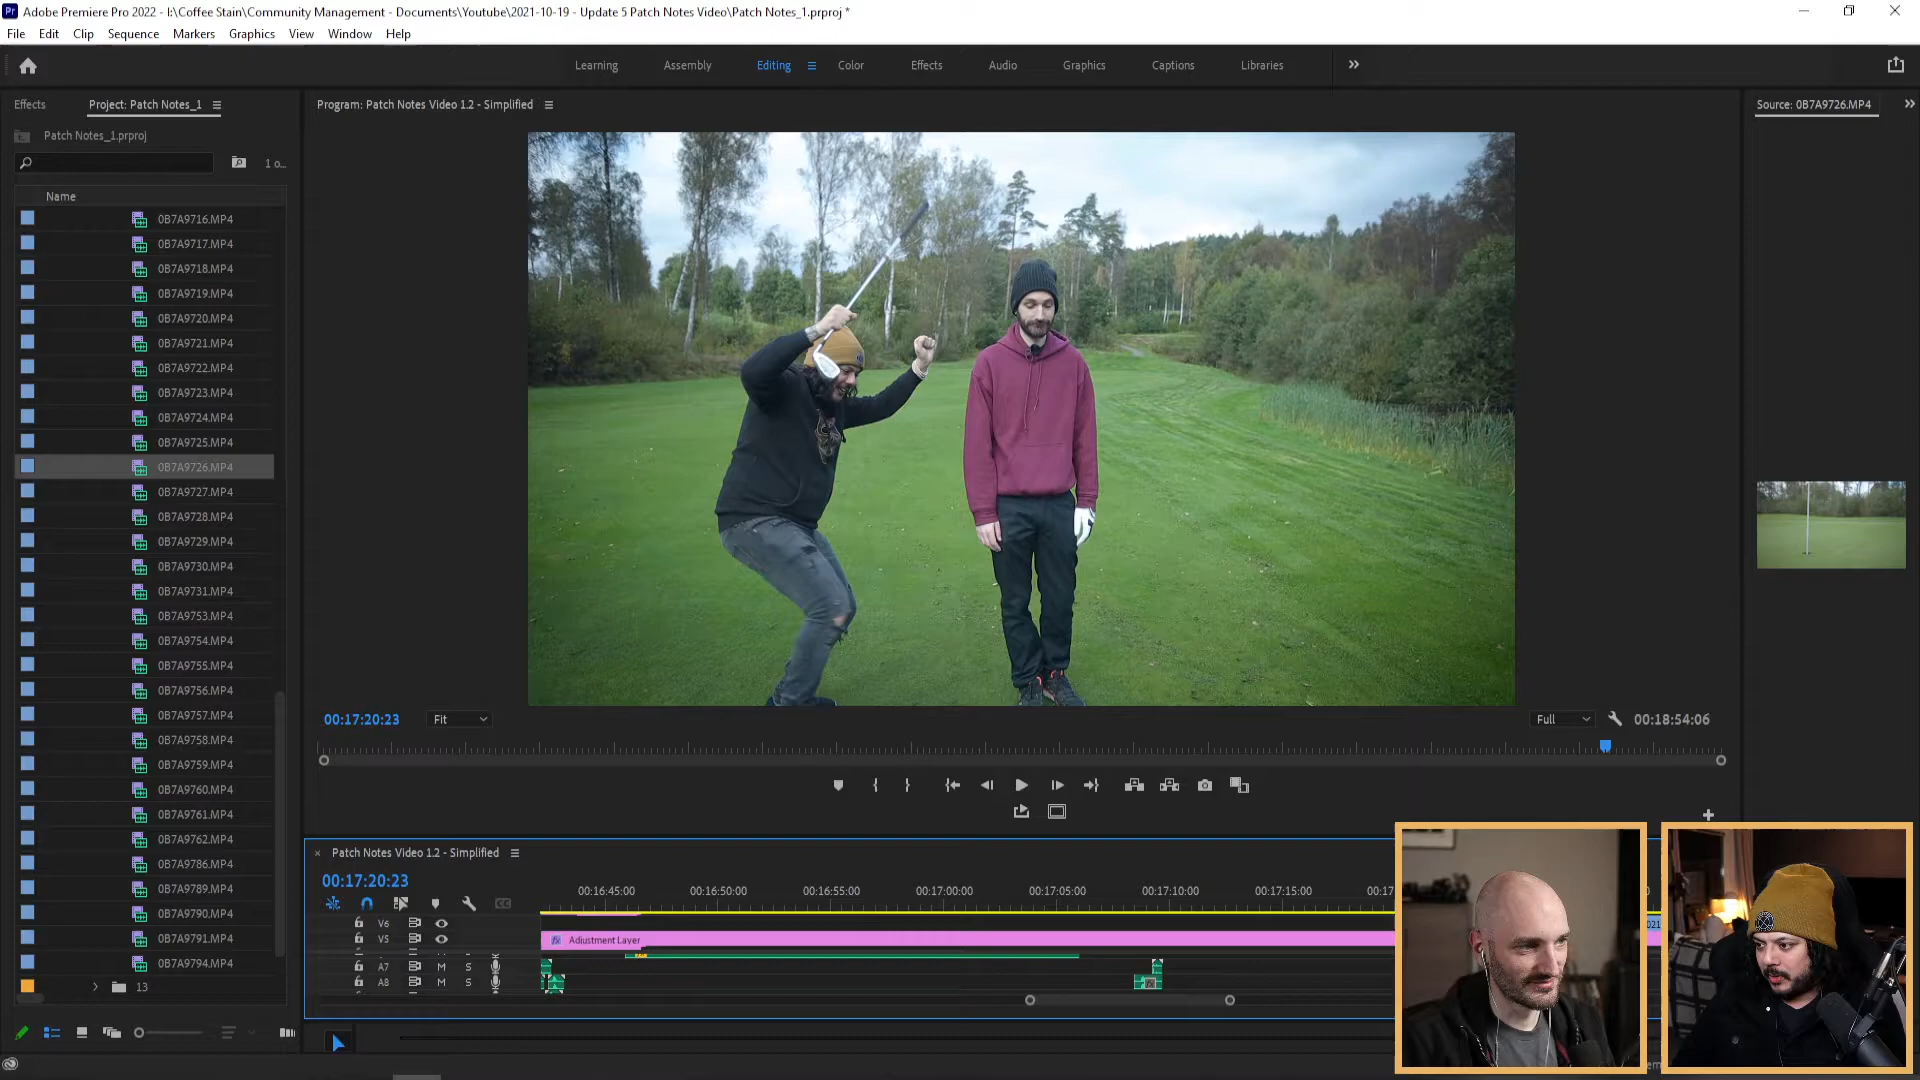 Adobe Premiere Pro 2022 - I:\Coffee Stain\Community Management - Documents\Youtube\2021-10-19 - Update 5 Patch Notes Video\Patch Notes_1.prproj *
File Edit Clip Sequence Markers Graphics View Window Help
Learning Assembly Editing Color Effects Audio Graphics Captions Libraries
Effects Project: Patch Notes_1
Program: Patch Notes Video 1.2 - Simplified
Source: 0B7A9726.MP4
Patch Notes_1.prproj
1 o...
Name
0B7A9716.MP4
0B7A9717.MP4
0B7A9718.MP4
0B7A9719.MP4
0B7A9720.MP4
0B7A9721.MP4
0B7A9722.MP4
0B7A9723.MP4
0B7A9724.MP4
0B7A9725.MP4
0B7A9726.MP4
0B7A9727.MP4
0B7A9728.MP4
0B7A9729.MP4
0B7A9730.MP4
0B7A9731.MP4
0B7A9753.MP4
0B7A9754.MP4
0B7A9755.MP4
0B7A9756.MP4
0B7A9757.MP4
0B7A9758.MP4
0B7A9759.MP4
0B7A9760.MP4
0B7A9761.MP4
0B7A9762.MP4
0B7A9786.MP4
0B7A9789.MP4
0B7A9790.MP4
0B7A9791.MP4
0B7A9794.MP4
13
00:17:20:23 Fit Full 00:18:54:06
Patch Notes Video 1.2 - Simplified
00:17:20:23
00:16:45:00 00:16:50:00 00:16:55:00 00:17:00:00 00:17:05:00 00:17:10:00 00:17:15:00
V6
V5 fx Adjustment Layer
A7 M S
A8 M S